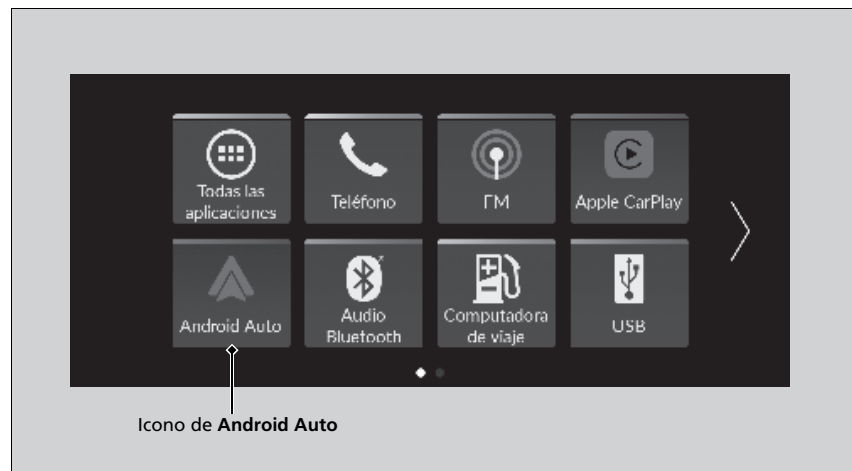 Todas las
aplicaciones
Teléfono
FM
Apple CarPlay
Android Auto
Audio
Bluetooth
Computadora
de viaje
USB
Icono de Android Auto